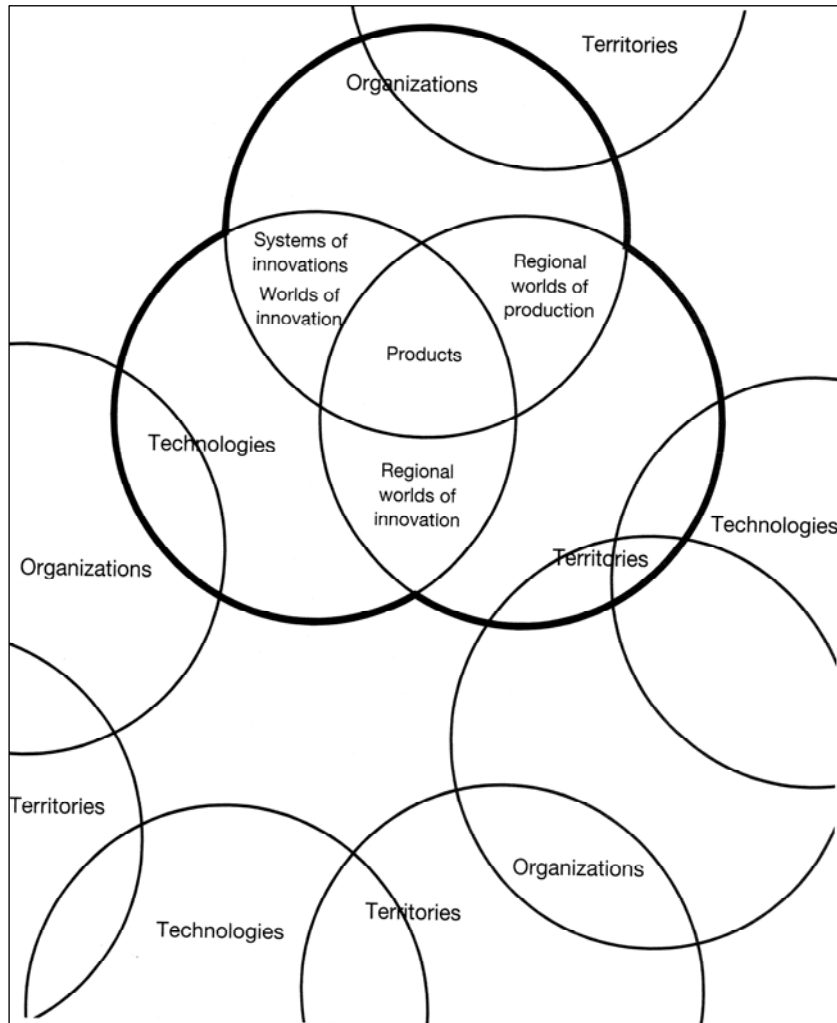 Territories
Organizations
Systems of
innovations
Worlds of
innovation
Regional
worlds of
production
Products
Technologies
Regional
worlds of
innovation
Technologies
Territories
Organizations
Territories
Organizations
Territories
Technologies